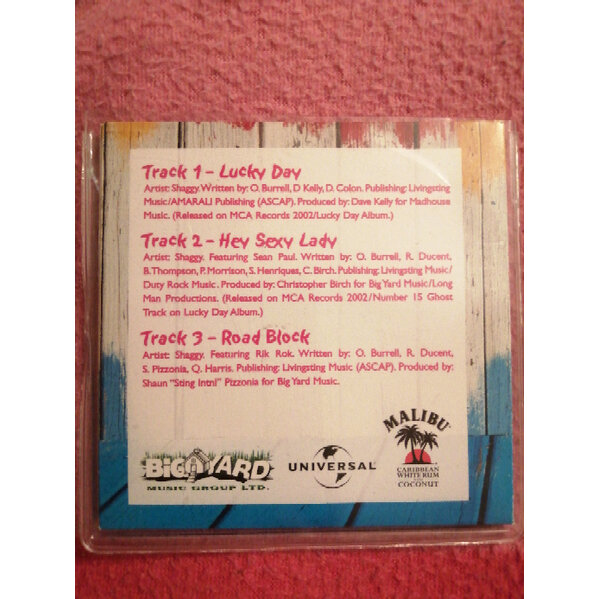 Track 1 - Lucky Day
Artist: Shaggy. Written by: O. Burrell, D Kelly, D. Colon. Publishing: Livingsting
Music/AMARALI Publishing (ASCAP). Produced by: Dave Kelly for Madhouse
Music. (Released on MCA Records 2002/Lucky Day Album.)
Track 2 - Hey Sexy Lady
Artist: Shaggy. Featuring Sean Paul. Written by: O. Burrell, R. Ducent,
B. Thompson, P. Morrison, S. Henriques, C. Birch. Publishing: Livingsting Music/
Duty Rock Music. Produced by: Christopher Birch for Big Yard Music/Long
Man Productions. (Released on MCA Records 2002/Number 15 Ghost
Track on Lucky Day Album.)
Track 3 - Road Block
Artist: Shaggy. Featuring Rik Rok. Written by: O. Burrell, R. Ducent,
S. Pizzonia, Q. Harris. Publishing: Livingsting Music (ASCAP). Produced by:
Shaun "Sting Intnl" Pizzonia for Big Yard Music.
BIG YARD
MUSIC GROUP LTD.
UNIVERSAL
MALIBU
CARIBBEAN
WHITE RUM
COCONUT